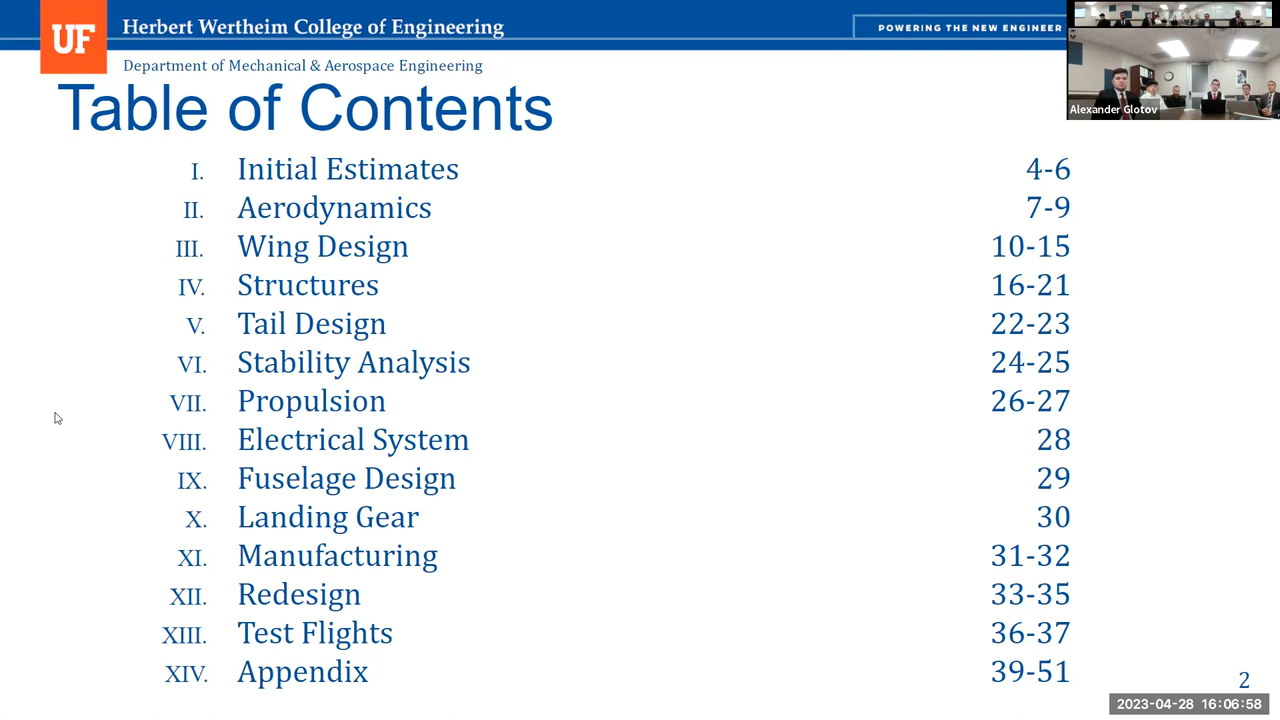 UF
Herbert Wertheim College of Engineering
POWERING THE NEW ENGINEER
Department of Mechanical & Aerospace Engineering
Alexander Glotov
Table of Contents
I. Initial Estimates 4-6
II. Aerodynamics 7-9
III. Wing Design 10-15
IV. Structures 16-21
V. Tail Design 22-23
VI. Stability Analysis 24-25
VII. Propulsion 26-27
VIII. Electrical System 28
IX. Fuselage Design 29
X. Landing Gear 30
XI. Manufacturing 31-32
XII. Redesign 33-35
XIII. Test Flights 36-37
XIV. Appendix 39-51
2
2023-04-28 16:06:58